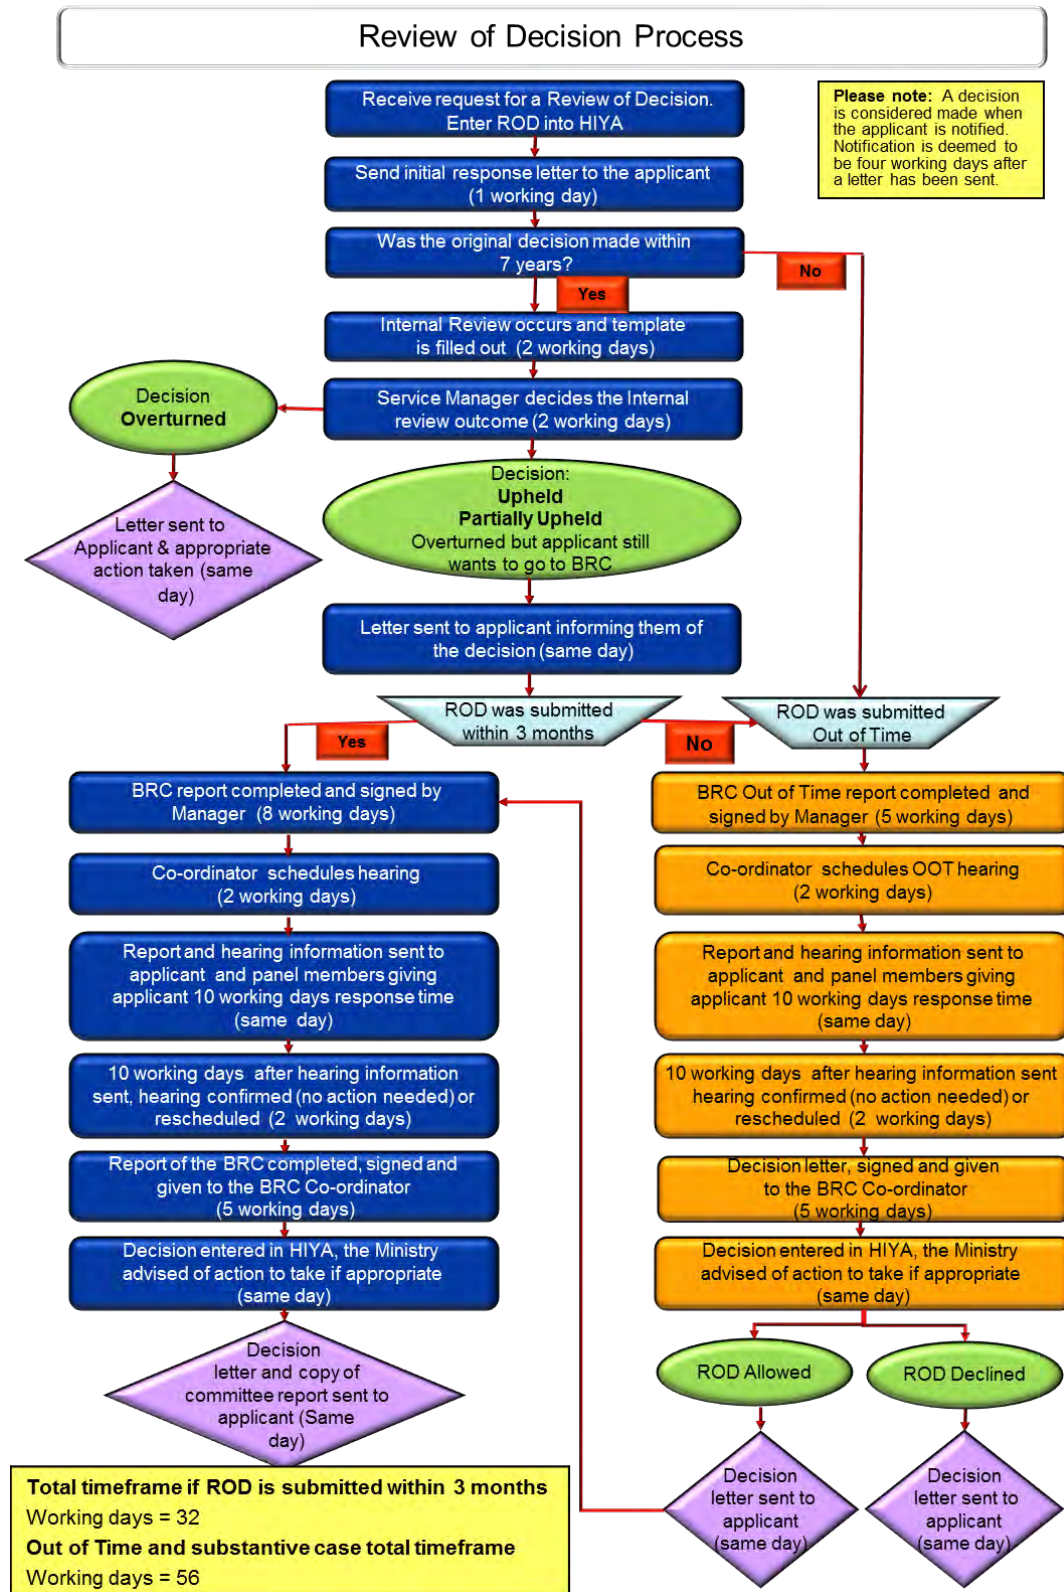 Review of Decision Process
Receive request for a Review of Decision.
Enter ROD into HIYA
Please note: A decision
is considered made when
the applicant is notified.
Notification is deemed to
be four working days after
a letter has been sent.
Send initial response letter to the applicant
(1 working day)
Was the original decision made within
7 years?
No
Yes
Internal Review occurs and template
is filled out (2 working days)
Service Manager decides the Internal
review outcome (2 working days)
Decision
Overturned
Decision:
Upheld
Partially Upheld
Overturned but applicant still
wants to go to BRC
Letter sent to
Applicant & appropriate
action taken (same
day)
Letter sent to applicant informing them of
the decision (same day)
ROD was submitted
within 3 months
ROD was submitted
Out of Time
Yes
No
BRC report completed and signed by
Manager (8 working days)
Co-ordinator schedules hearing
(2 working days)
Report and hearing information sent to
applicant and panel members giving
applicant 10 working days response time
(same day)
10 working days after hearing information
sent, hearing confirmed (no action needed) or
rescheduled (2 working days)
Report of the BRC completed, signed and
given to the BRC Co-ordinator
(5 working days)
Decision entered in HIYA, the Ministry
advised of action to take if appropriate
(same day)
Decision
letter and copy of
committee report sent to
applicant (Same
day)
BRC Out of Time report completed and
signed by Manager (5 working days)
Co-ordinator schedules OOT hearing
(2 working days)
Report and hearing information sent to
applicant and panel members giving
applicant 10 working days response time
(same day)
10 working days after hearing information sent
hearing confirmed (no action needed) or
rescheduled (2 working days)
Decision letter, signed and given
to the BRC Co-ordinator
(5 working days)
Decision entered in HIYA, the Ministry
advised of action to take if appropriate
(same day)
ROD Allowed
ROD Declined
Decision
letter sent to
applicant
(same day)
Decision
letter sent to
applicant
(same day)
Total timeframe if ROD is submitted within 3 months
Working days = 32
Out of Time and substantive case total timeframe
Working days = 56